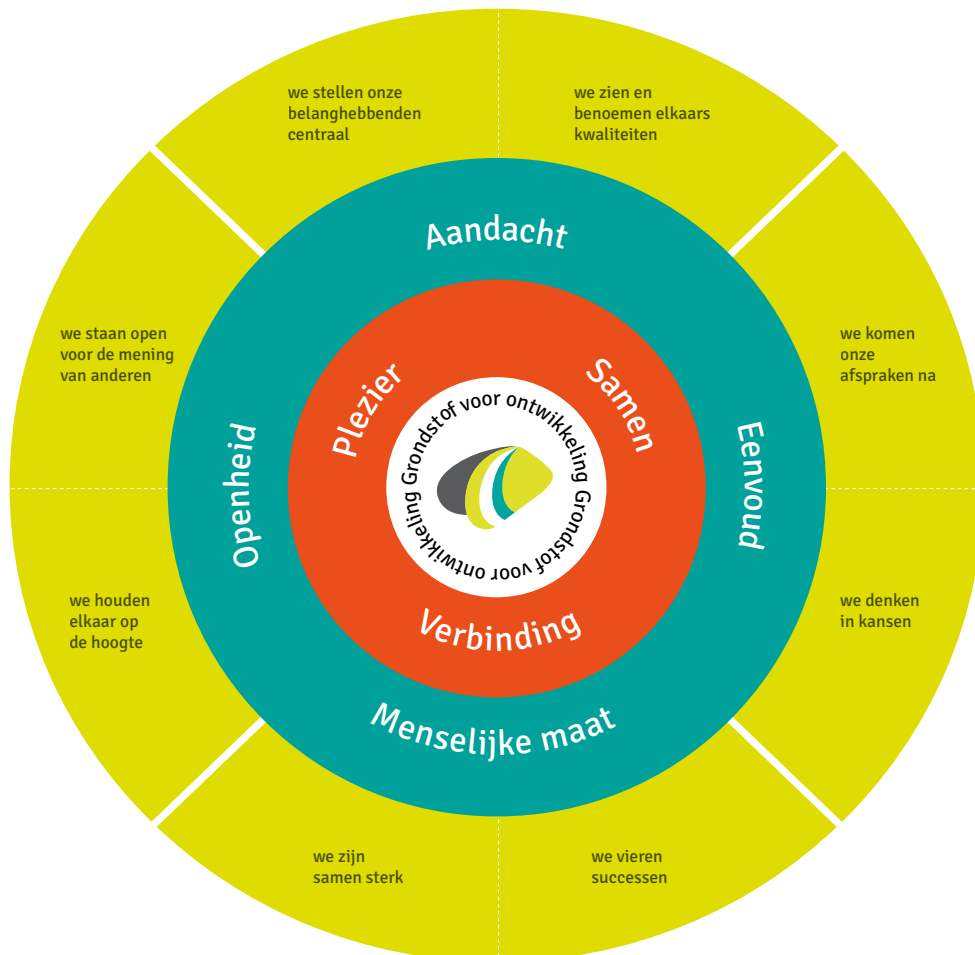 we stellen onze
belanghebbenden
centraal
we zien en
benoemen elkaars
kwaliteiten
Aandacht
we staan open
voor de mening
van anderen
we komen
onze
afspraken na
Plezier
Samen
Openheid
Eenvoud
Grondstof voor ontwikkeling Grondstof voor ontwikkeling
we houden
elkaar op
de hoogte
we denken
in kansen
Verbinding
Menselijke maat
we zijn
samen sterk
we vieren
successen